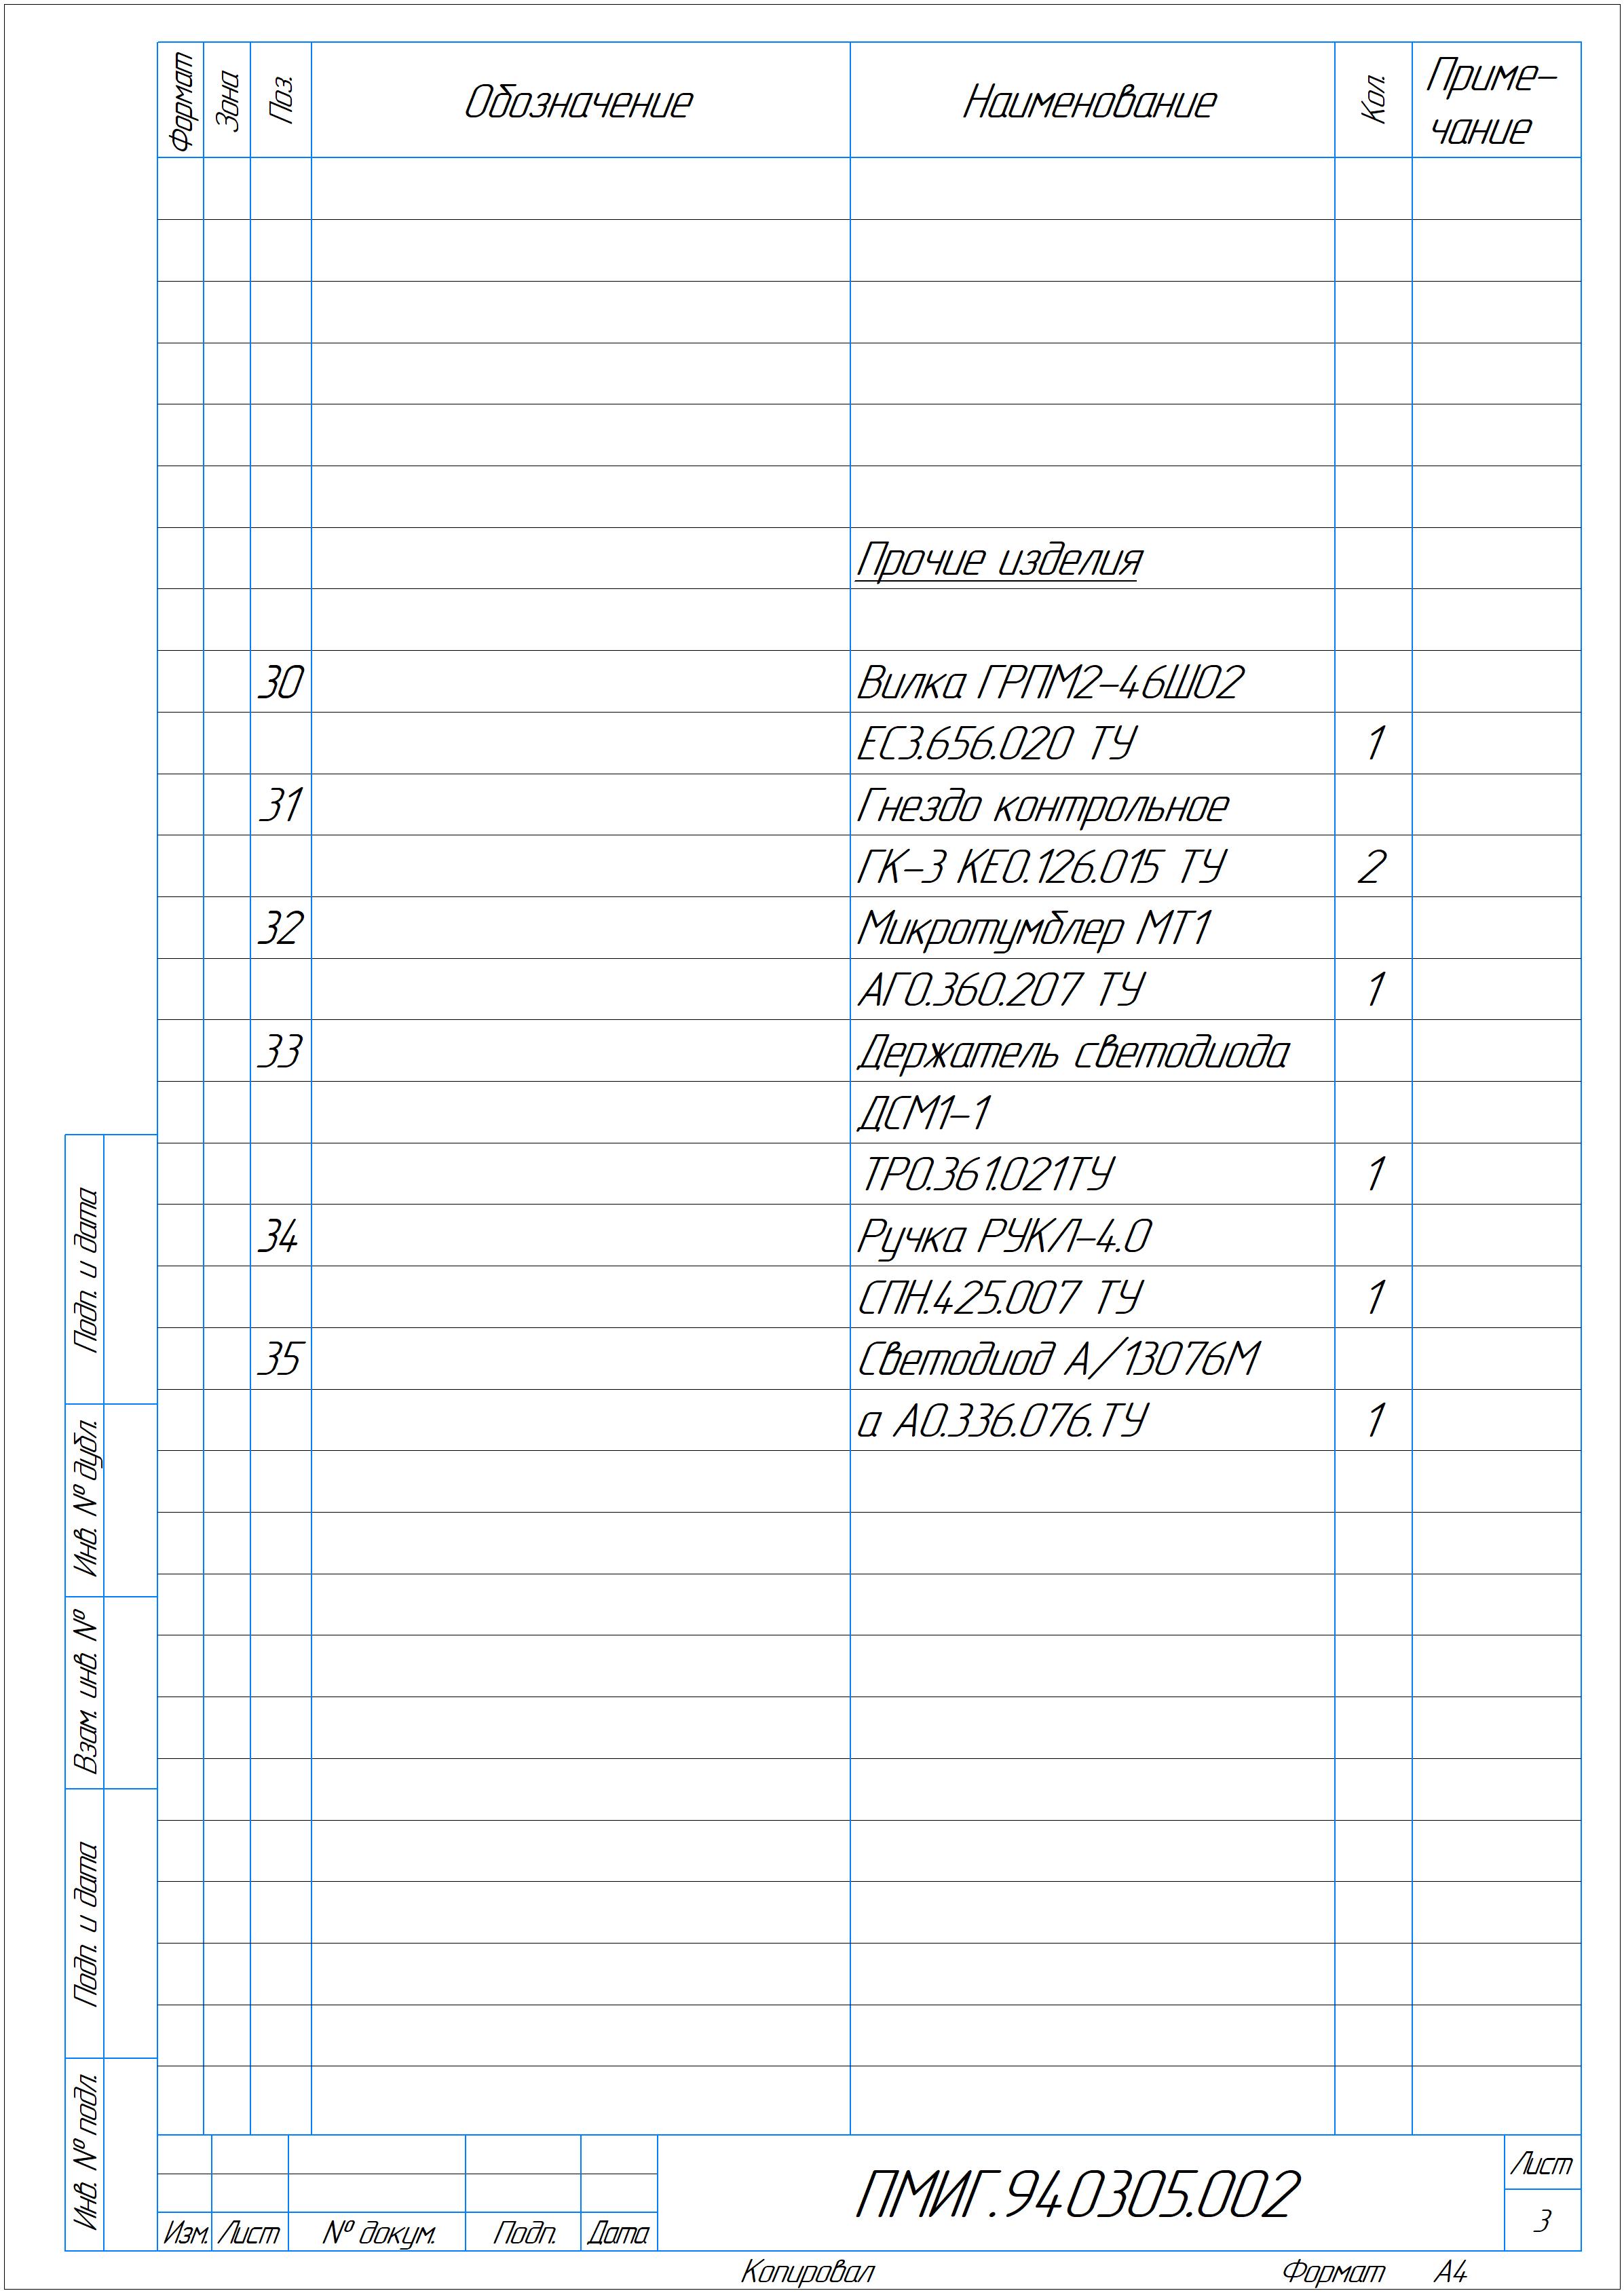 Формат Зона Поз. Обозначение Наименование Кол. Приме-
чание
Прочие изделия
30 Вилка ГРПМ2-46Ш02
ЕС3.656.020 ТУ 1
31 Гнездо контрольное
ГК-3 КЕ0.126.015 ТУ 2
32 Микротумблер МТ1
АГ0.360.207 ТУ 1
33 Держатель светодиода
ДСМ1-1
ТР0.361.021ТУ 1
34 Ручка РУКЛ-4.0
СПН.425.007 ТУ 1
35 Светодиод А/13076М
а А0.336.076.ТУ 1
Подп. и дата
Инв. № дубл.
Взам. инв. №
Подп. и дата
Инв. № подл.
Изм. Лист № докум. Подп. Дата
ПМИГ.940305.002
Лист
3
Копировал Формат А4